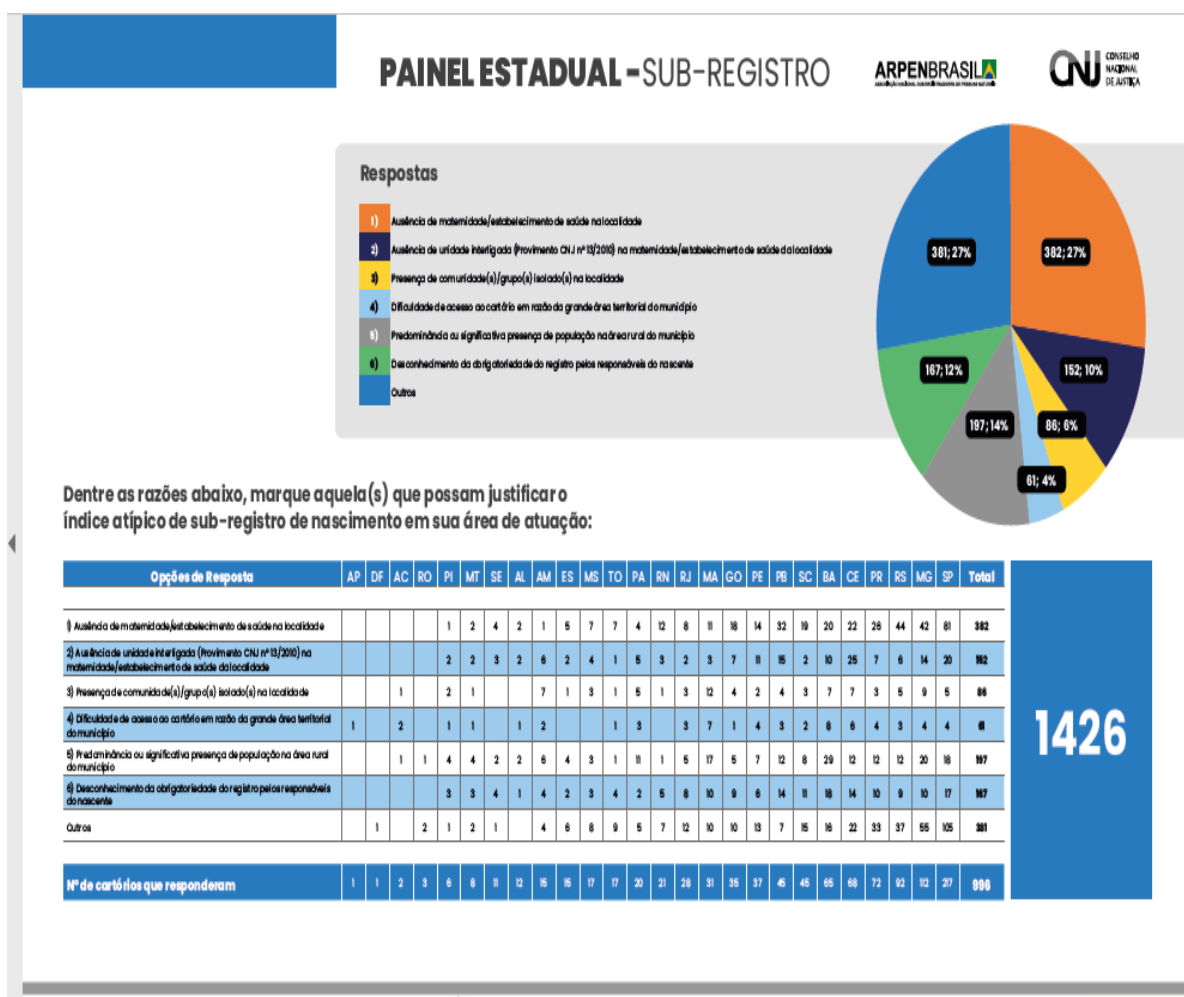 PAINEL ESTADUAL - SUB-REGISTRO
ARPENBRASIL
CNJ CONSELHO NACIONAL DE JUSTIÇA
Respostas
1) Ausência de maternidade/estabelecimento de saúde na localidade
2) Ausência de unidade interligada (Provimento CNJ nº 13/2010) na maternidade/estabelecimento de saúde da localidade
3) Presença de comunidade(s)/grupo(s) isolado(s) na localidade
4) Dificuldade de acesso ao cartório em razão da grande área territorial do município
5) Predominância ou significativa presença de população na área rural do município
6) Desconhecimento da obrigatoriedade do registro pelos responsáveis do nascente
Outros
381; 27%
382; 27%
167; 12%
152; 10%
197; 14%
86; 6%
61; 4%
Dentre as razões abaixo, marque aquela(s) que possam justificar o
índice atípico de sub-registro de nascimento em sua área de atuação:
Opções de Resposta AP DF AC RO PI MT SE AL AM ES MS TO PA RN RJ MA GO PE PB SC BA CE PR RS MG SP Total
1) Ausência de maternidade/estabelecimento de saúde na localidade 1 2 4 2 1 5 7 7 4 12 8 11 18 14 32 19 20 22 26 44 42 81 382
2) Ausência de unidade interligada (Provimento CNJ nº 13/2010) na
maternidade/estabelecimento de saúde da localidade 2 2 3 2 6 2 4 1 5 3 2 3 7 11 15 2 10 25 7 6 14 20 152
3) Presença de comunidade(s)/grupo(s) isolado(s) na localidade 1 2 1 7 1 3 1 5 1 3 12 4 2 4 3 7 7 3 5 9 5 86
4) Dificuldade de acesso ao cartório em razão da grande área territorial
do município 1 2 1 1 1 2 1 3 3 7 1 4 3 2 8 6 4 3 4 4 61
5) Predominância ou significativa presença de população na área rural
do município 1 1 4 4 2 2 6 4 3 1 11 1 5 17 5 7 12 8 29 12 12 12 20 18 197
6) Desconhecimento da obrigatoriedade do registro pelos responsáveis
do nascente 3 3 4 1 4 2 3 4 2 5 8 10 9 6 14 11 18 14 10 9 10 17 167
Outros 1 2 1 2 1 4 6 8 9 5 7 12 10 10 13 7 15 16 22 33 37 55 105 381
Nº de cartórios que responderam 1 1 2 3 6 8 11 12 15 15 17 17 20 21 28 31 35 37 45 45 65 68 72 92 112 217 996
1426